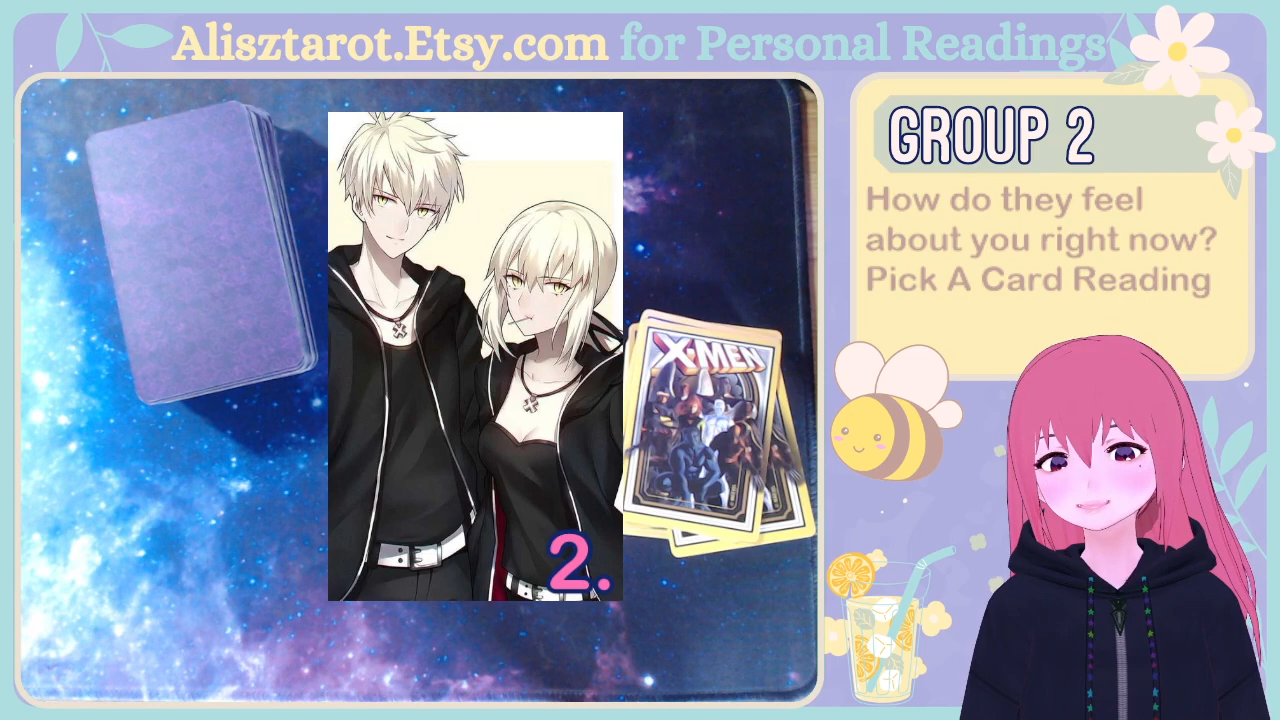 Alisztarot.Etsy.com for Personal Readings
GROUP 2
How do they feel
about you right now?
Pick A Card Reading
X-MEN
2.